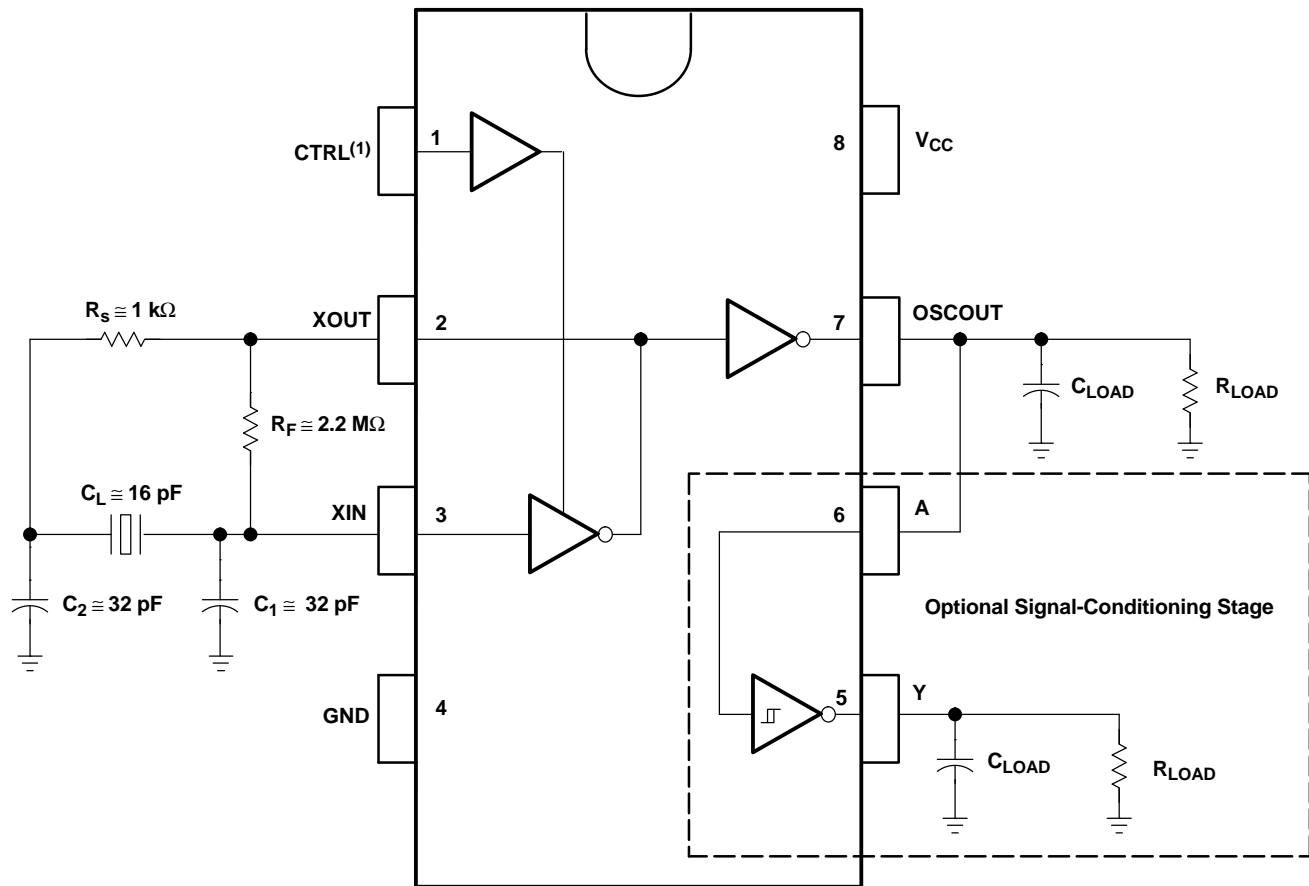 CTRL(1)
1
8
VCC
Rs ≅ 1 kΩ
XOUT
2
7
OSCOUT
CLOAD
RLOAD
RF ≅ 2.2 MΩ
CL ≅ 16 pF
XIN
3
6
A
C2 ≅ 32 pF
C1 ≅ 32 pF
Optional Signal-Conditioning Stage
GND
4
5
Y
CLOAD
RLOAD